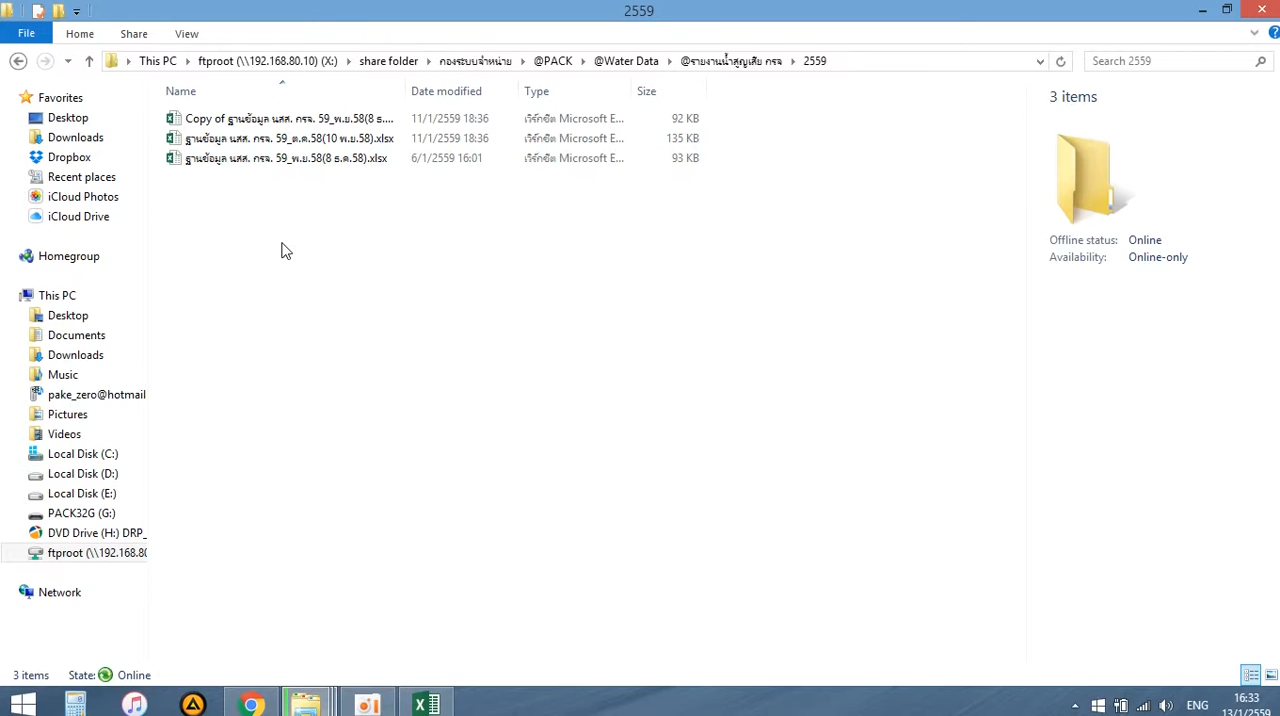 2559
File Home Share View
This PC ftproot (\\192.168.80.10) (X:) share folder กองระบบจำหน่าย @PACK @Water Data @รายงานน้ำสูญเสีย กรจ 2559
Search 2559
Name Date modified Type Size
Copy of ฐานข้อมูล นสส. กรจ. 59_พ.ย.58(8 ธ.... 11/1/2559 18:36 เวิร์กชีต Microsoft E... 92 KB
ฐานข้อมูล นสส. กรจ. 59_ต.ค.58(10 พ.ย.58).xlsx 11/1/2559 18:36 เวิร์กชีต Microsoft E... 135 KB
ฐานข้อมูล นสส. กรจ. 59_พ.ย.58(8 ธ.ค.58).xlsx 6/1/2559 16:01 เวิร์กชีต Microsoft E... 93 KB
Favorites
Desktop
Downloads
Dropbox
Recent places
iCloud Photos
iCloud Drive
Homegroup
This PC
Desktop
Documents
Downloads
Music
pake_zero@hotmail
Pictures
Videos
Local Disk (C:)
Local Disk (D:)
Local Disk (E:)
PACK32G (G:)
DVD Drive (H:) DRP_
ftproot (\\192.168.80
Network
3 items
Offline status: Online
Availability: Online-only
3 items State: Online
ENG
16:33
13/1/2559